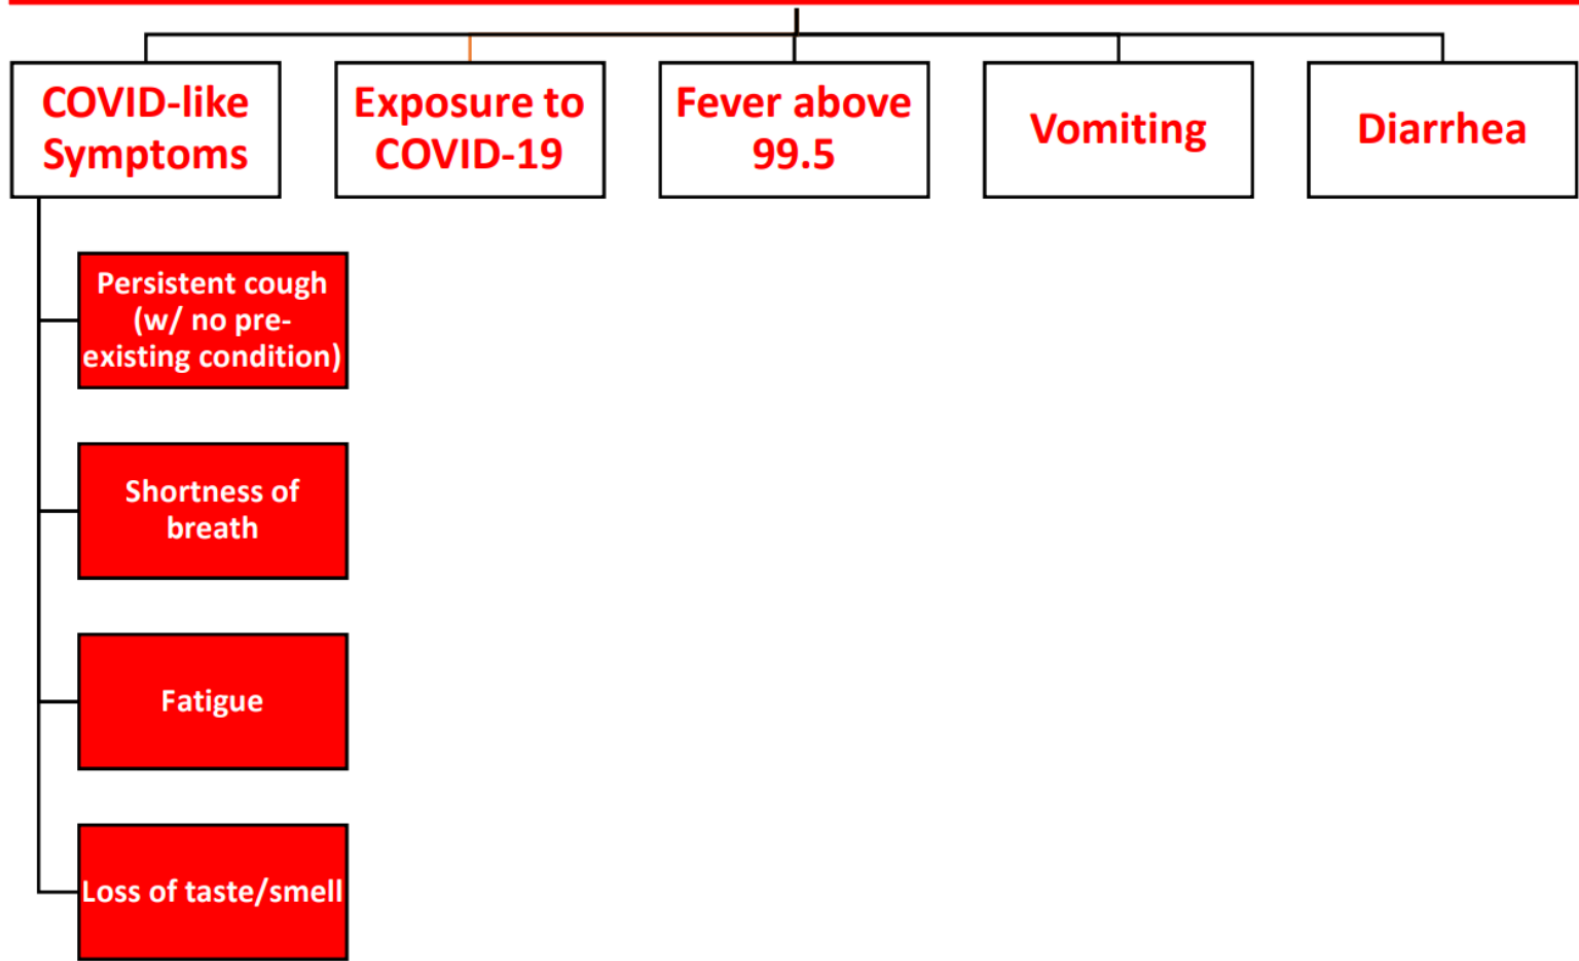 COVID-like
Symptoms
Exposure to
COVID-19
Fever above
99.5
Vomiting
Diarrhea
Persistent cough
(w/ no pre-
existing condition)
Shortness of
breath
Fatigue
Loss of taste/smell